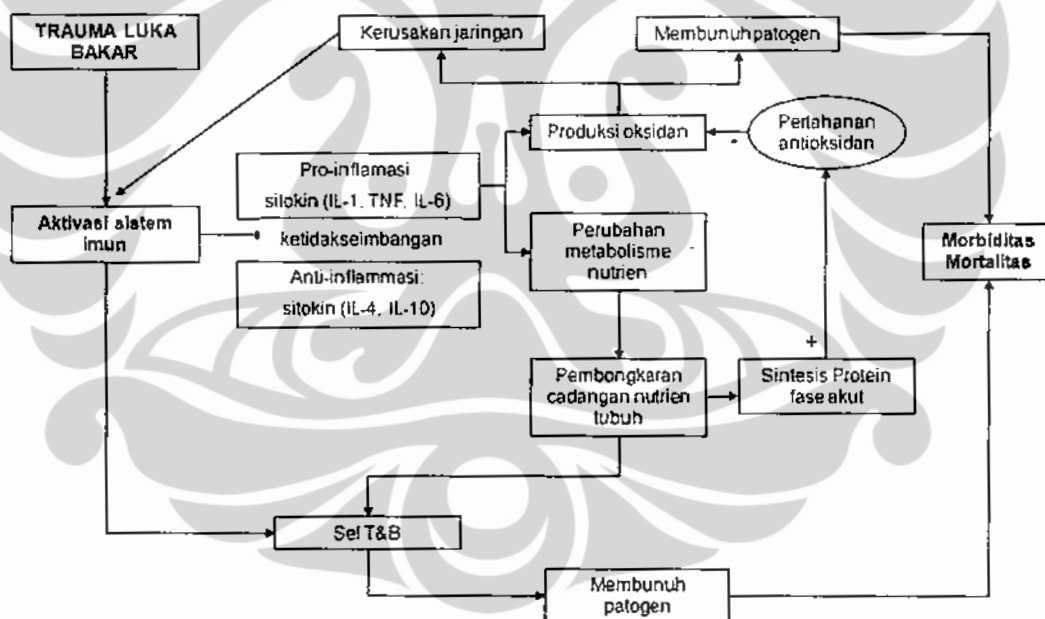 TRAUMA LUKA
BAKAR
Kerusakan jaringan
Membunuh patogen
Produksi oksidan
Pertahanan
antioksidan
-
Pro-inflamasi
sitokin (IL-1, TNF, IL-6)
Aktivasi sistem
imun
ketidakseimbangan
Anti-inflammasi:
sitokin (IL-4, IL-10)
Perubahan
metabolisme
nutrien
Morbiditas
Mortalitas
+
Pembongkaran
cadangan nutrien
tubuh
Sintesis Protein
fase akut
Sel T&B
Membunuh
patogen